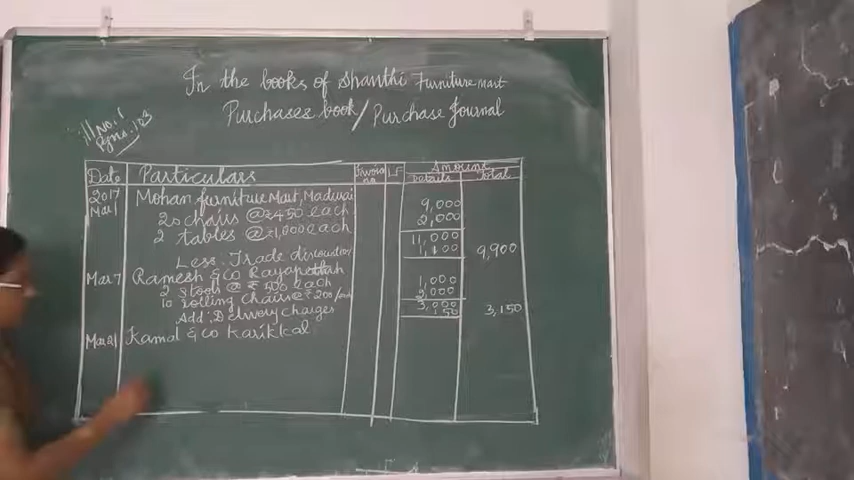 In the books of Shanthi Furniture mart
Purchases book / Purchase Journal
Ill No. 1
Pg no. 123
Date Particulars Invoice no LF Amount
Details Total
2017
Mar 1 Mohan furniture Mart, Madurai
20 chairs @ ₹450 each 9,000
2 tables @ ₹1,000 each 2,000
11,000
Less: Trade discount 1,100 9,900
Mar 7 Ramesh & Co
2 Stools @ ₹ 500 each 1,000
10 rolling chairs @ ₹ 200 2,000
3,000
Add: Delivery charges 150 3,150
Mar 21 Kamal & Co Karikkal